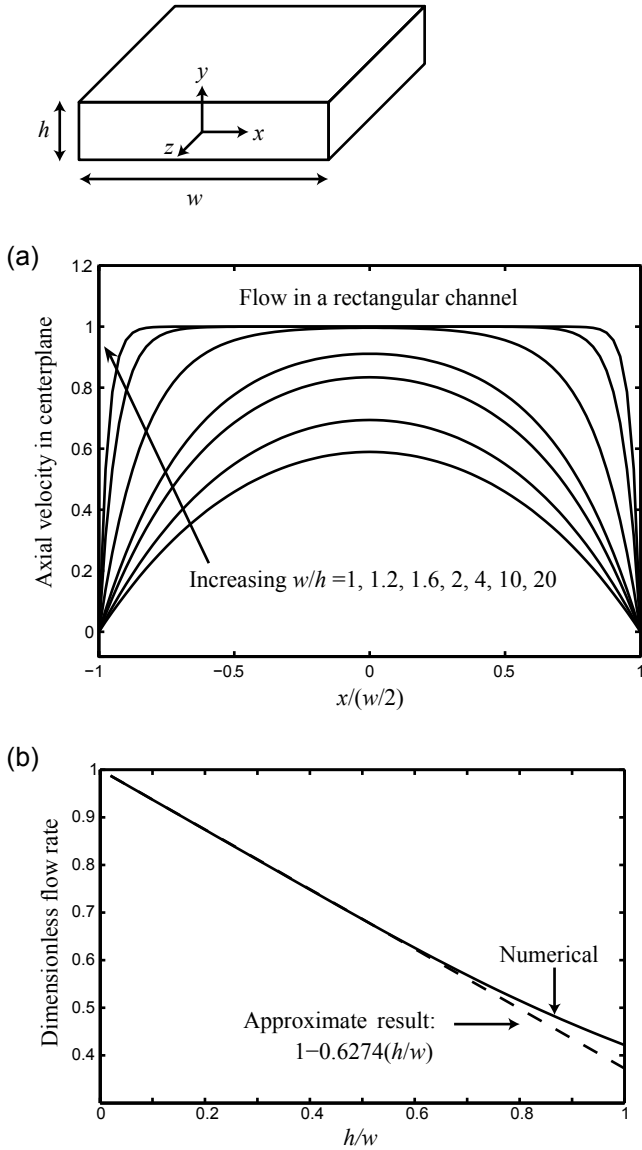 y
h
x
z
w
(a)
1.2
Flow in a rectangular channel
1
0.8
0.6
0.4
0.2
0
Axial velocity in centerplane
Increasing w/h =1, 1.2, 1.6, 2, 4, 10, 20
−1
−0.5
0
0.5
1
x/(w/2)
(b)
1
0.9
0.8
0.7
0.6
0.5
0.4
Dimensionless flow rate
Numerical
Approximate result:
1−0.6274(h/w)
0
0.2
0.4
0.6
0.8
1
h/w